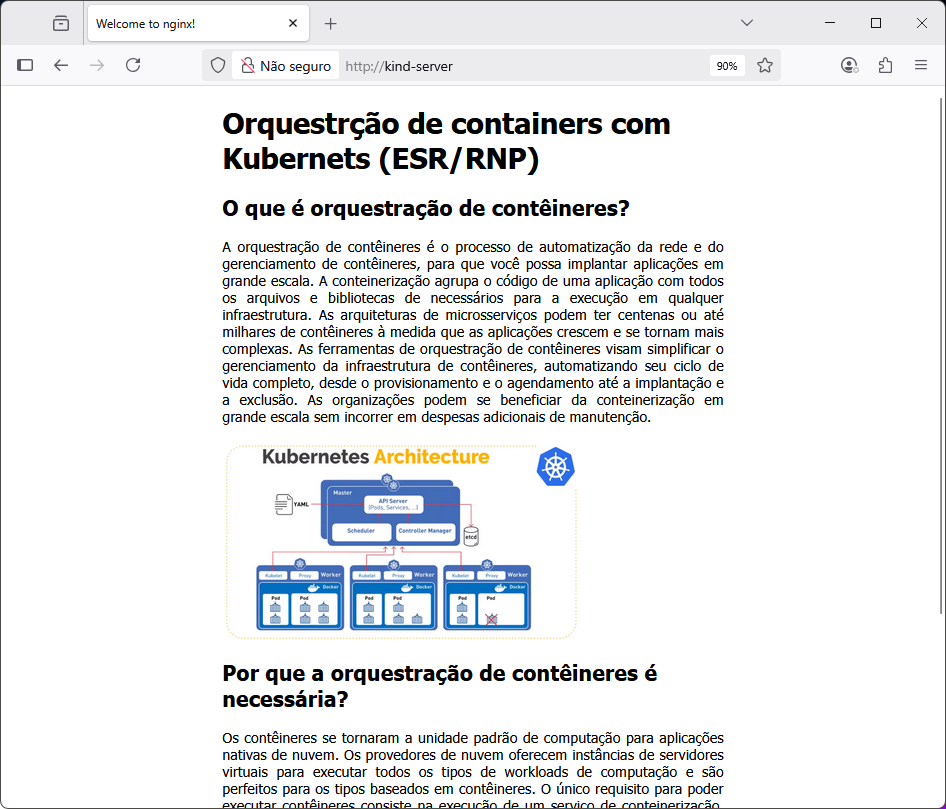 Welcome to nginx!
Não seguro
http://kind-server
90%
Orquestrção de containers com
Kubernets (ESR/RNP)
O que é orquestração de contêineres?
A orquestração de contêineres é o processo de automatização da rede e do
gerenciamento de contêineres, para que você possa implantar aplicações em
grande escala. A conteinerização agrupa o código de uma aplicação com todos
os arquivos e bibliotecas de necessários para a execução em qualquer
infraestrutura. As arquiteturas de microsserviços podem ter centenas ou até
milhares de contêineres à medida que as aplicações crescem e se tornam mais
complexas. As ferramentas de orquestração de contêineres visam simplificar o
gerenciamento da infraestrutura de contêineres, automatizando seu ciclo de
vida completo, desde o provisionamento e o agendamento até a implantação e
a exclusão. As organizações podem se beneficiar da conteinerização em
grande escala sem incorrer em despesas adicionais de manutenção.
Kubernetes Architecture
Master
YAML
API Server
(Pods, Services, ...)
Scheduler
Controller Manager
etcd
Kubelet Proxy Worker
Docker
Pod Pod
Kubelet Proxy Worker
Docker
Pod Pod
Kubelet Proxy Worker
Docker
Pod Pod
Por que a orquestração de contêineres é
necessária?
Os contêineres se tornaram a unidade padrão de computação para aplicações
nativas de nuvem. Os provedores de nuvem oferecem instâncias de servidores
virtuais para executar todos os tipos de workloads de computação e são
perfeitos para os tipos baseados em contêineres. O único requisito para poder
executar contêineres consiste na execução de um serviço de conteinerização,